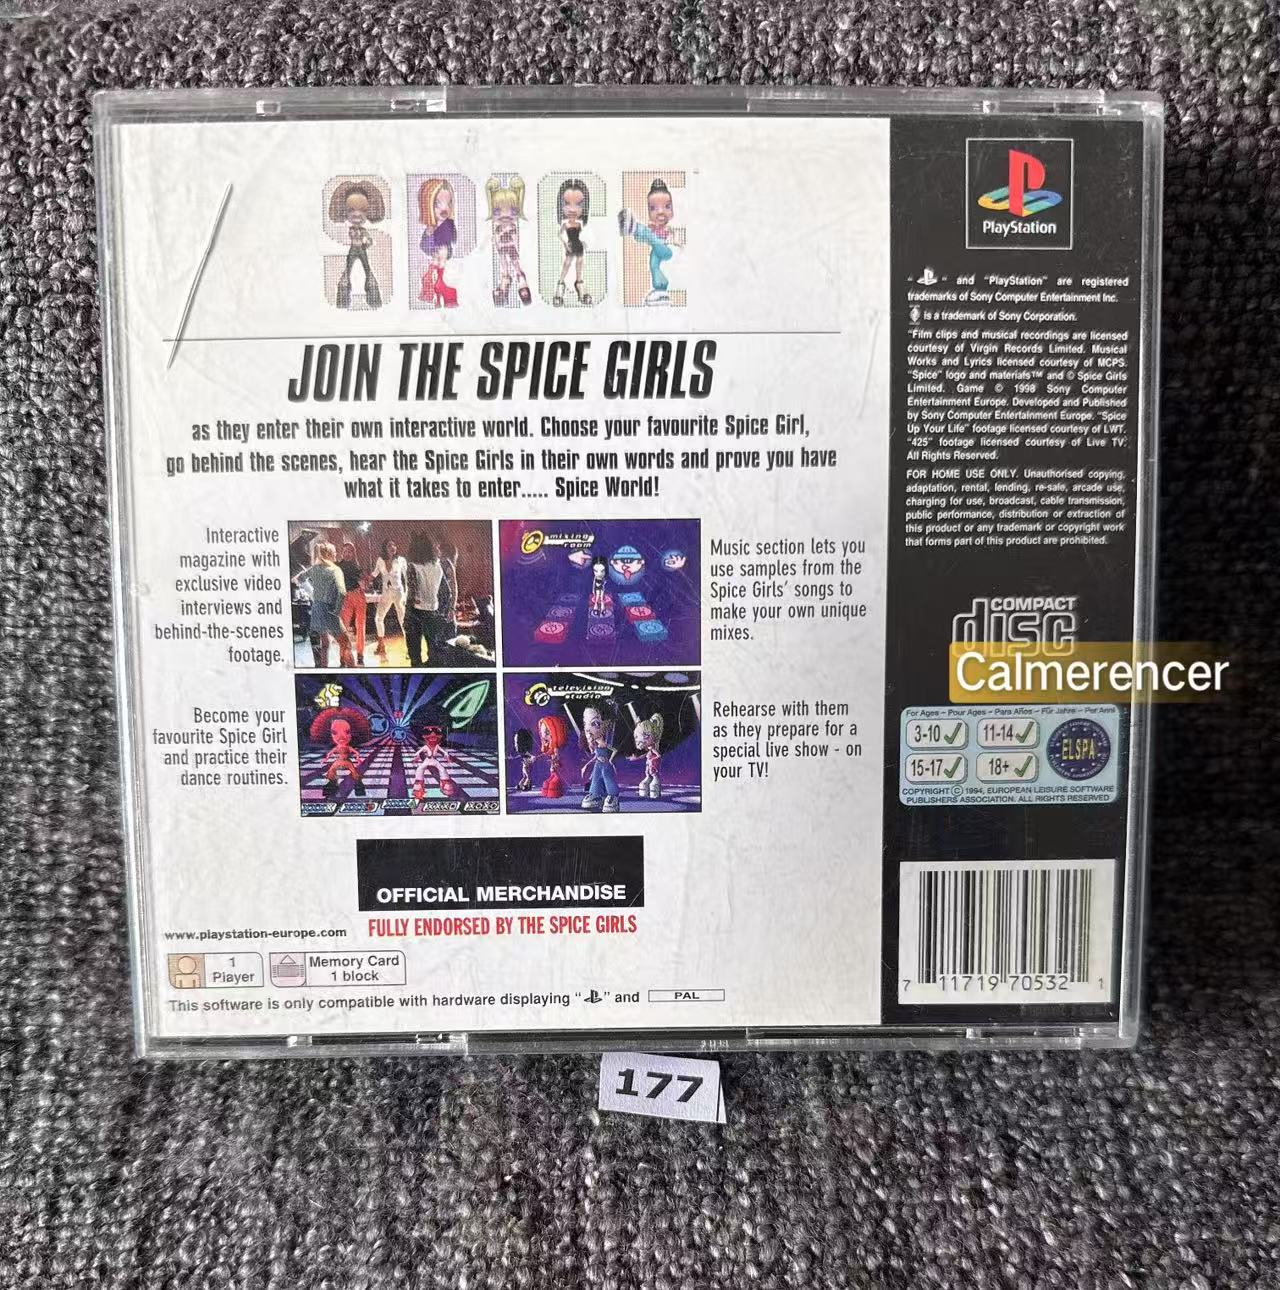 SPICE
JOIN THE SPICE GIRLS
as they enter their own interactive world. Choose your favourite Spice Girl,
go behind the scenes, hear the Spice Girls in their own words and prove you have
what it takes to enter..... Spice World!
Interactive
magazine with
exclusive video
interviews and
behind-the-scenes
footage.
mixing
room
Music section lets you
use samples from the
Spice Girls' songs to
make your own unique
mixes.
Become your
favourite Spice Girl
and practice their
dance routines.
television
studio
Rehearse with them
as they prepare for a
special live show - on
your TV!
OFFICIAL MERCHANDISE
FULLY ENDORSED BY THE SPICE GIRLS
www.playstation-europe.com
1
Player
Memory Card
1 block
This software is only compatible with hardware displaying " " and PAL
PlayStation
" " and "PlayStation" are registered
trademarks of Sony Computer Entertainment Inc.
is a trademark of Sony Corporation.
"Film clips and musical recordings are licensed
courtesy of Virgin Records Limited. Musical
Works and Lyrics licensed courtesy of MCPS.
"Spice" logo and materials™ and © Spice Girls
Limited. Game © 1998 Sony Computer
Entertainment Europe. Developed and Published
by Sony Computer Entertainment Europe. "Spice
Up Your Life" footage licensed courtesy of LWT.
"425" footage licensed courtesy of Live TV.
All Rights Reserved.
FOR HOME USE ONLY. Unauthorised copying,
adaptation, rental, lending, re-sale, arcade use,
charging for use, broadcast, cable transmission,
public performance, distribution or extraction of
this product or any trademark or copyright work
that forms part of this product are prohibited.
COMPACT
disc
Calmerencer
For Ages - Pour Ages - Para Años - Für Jahre - Per Anni
3-10 11-14
15-17 18+
ELSPA
COPYRIGHT © 1994, EUROPEAN LEISURE SOFTWARE
PUBLISHERS ASSOCIATION. ALL RIGHTS RESERVED
7 11719 70532 1
177